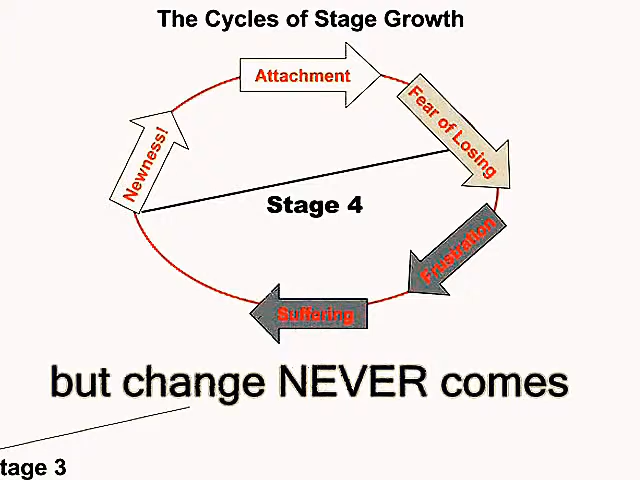 The Cycles of Stage Growth
Attachment
Fear of Losing
Newness!
Stage 4
Frustration
Suffering
but change NEVER comes
tage 3